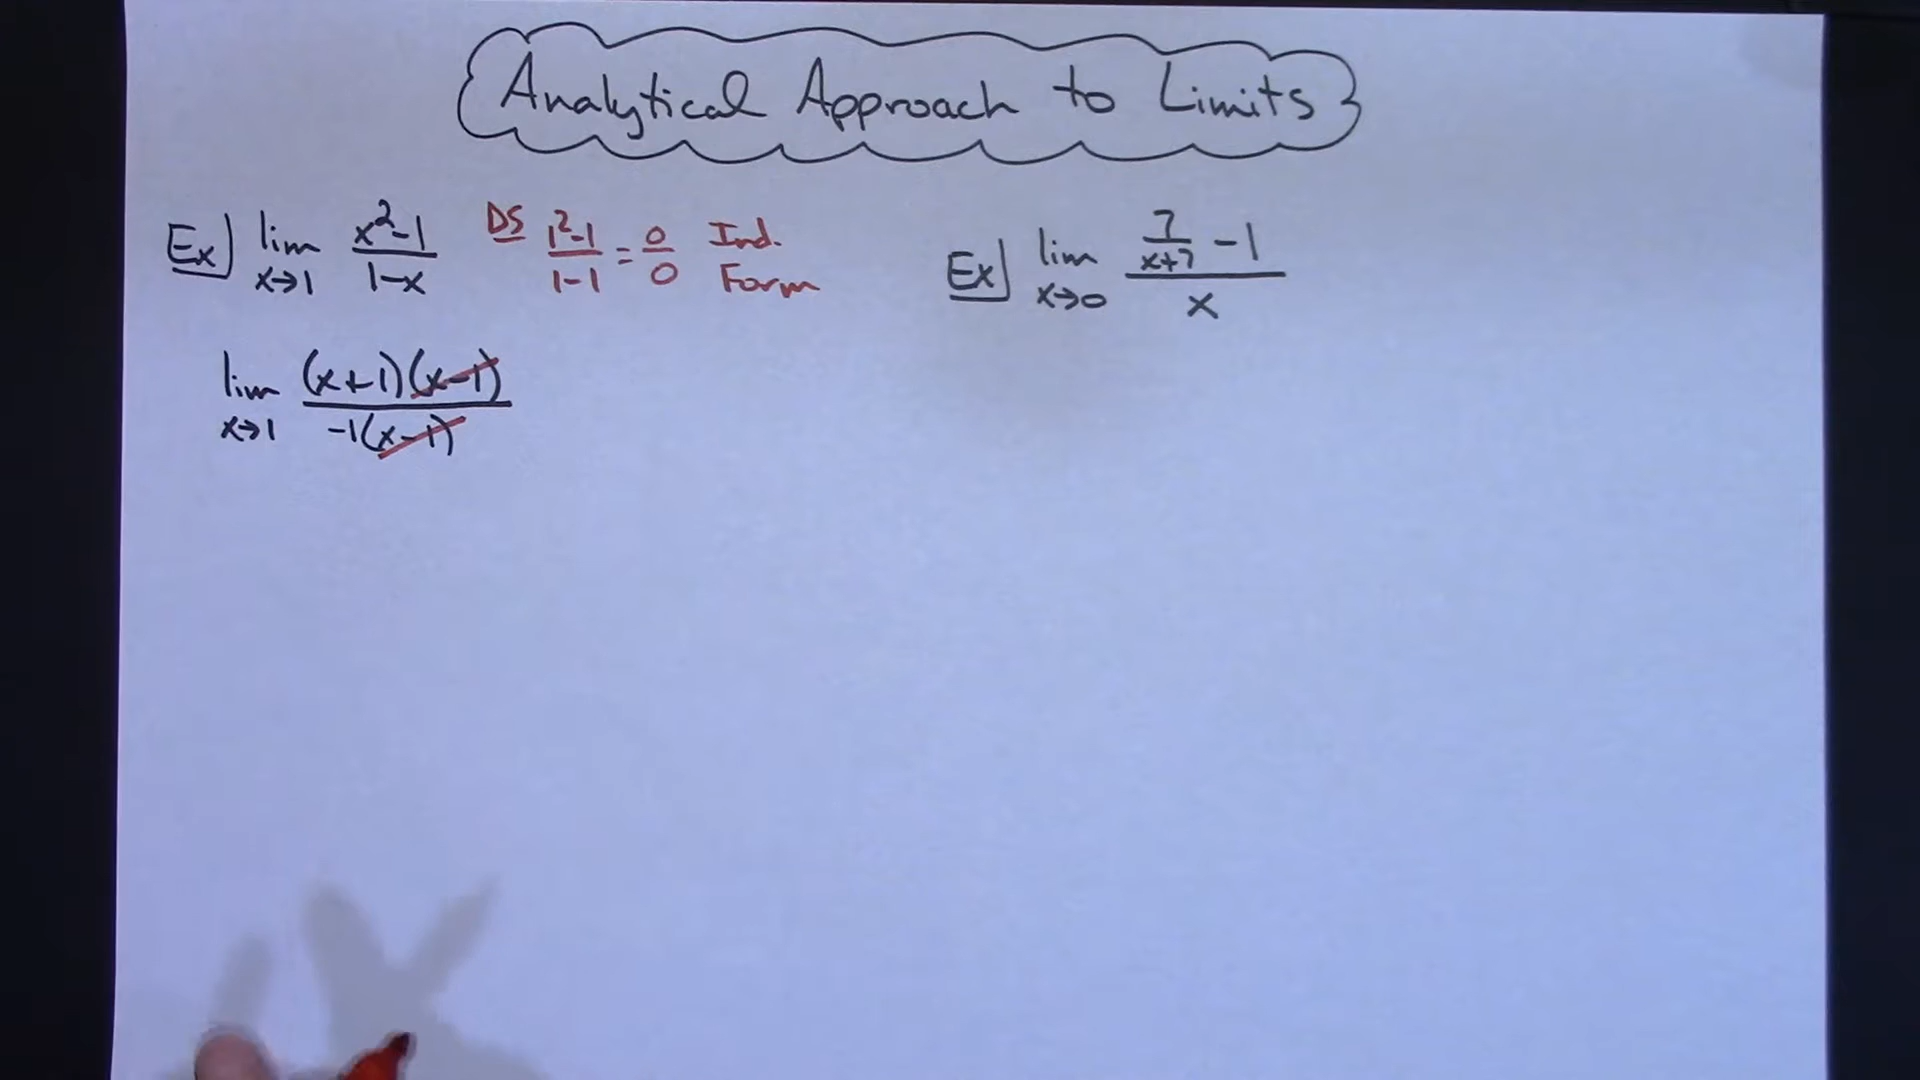 Analytical Approach to Limits
Ex) lim x→1 (x²-1)/(1-x) DS (1²-1)/(1-1) = 0/0 Ind. Form
lim x→1 (x+1)(x-1)/-1(x-1)
Ex) lim x→0 (7/(x+7) -1)/x